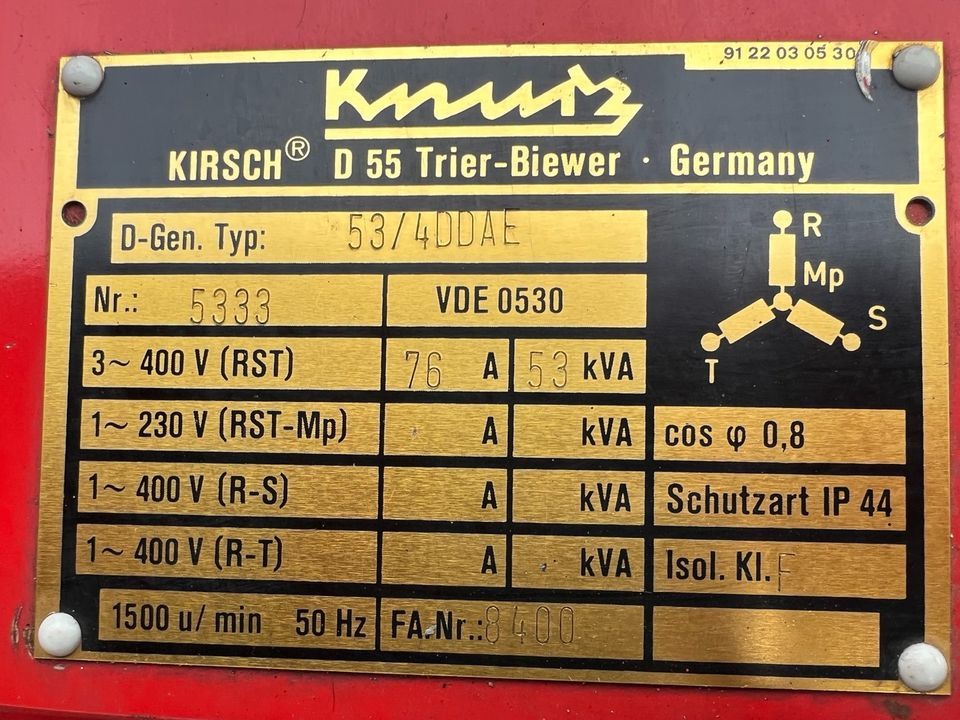 91 22 03 05 30
Knurz
KIRSCH® D 55 Trier-Biewer · Germany
D-Gen. Typ: 53/4DDAE
Nr.: 5333 VDE 0530
R
Mp
S
T
3~ 400 V (RST) 76 A 53 kVA
1~ 230 V (RST-Mp) A kVA cos φ 0,8
1~ 400 V (R-S) A kVA Schutzart IP 44
1~ 400 V (R-T) A kVA Isol. Kl. F
1500 u/min 50 Hz FA.Nr.: 8400